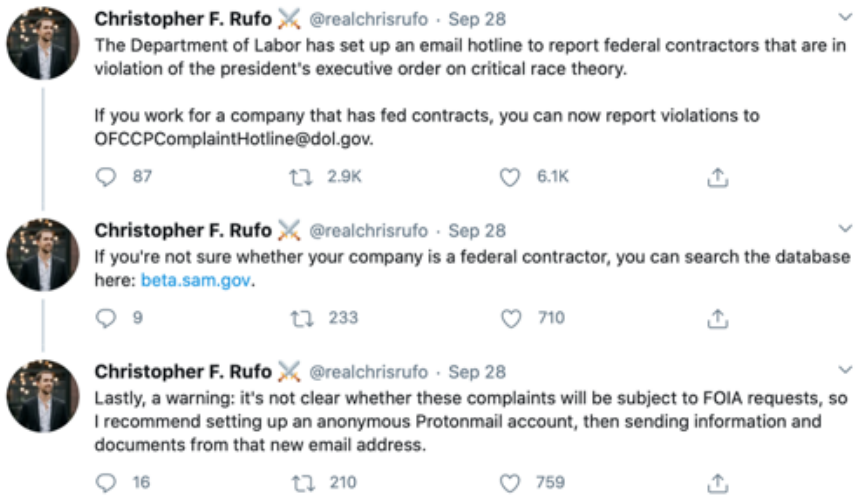 Christopher F. Rufo ⚔️ @realchrisrufo · Sep 28
The Department of Labor has set up an email hotline to report federal contractors that are in
violation of the president's executive order on critical race theory.
If you work for a company that has fed contracts, you can now report violations to
OFCCPComplaintHotline@dol.gov.
87 2.9K 6.1K
Christopher F. Rufo ⚔️ @realchrisrufo · Sep 28
If you're not sure whether your company is a federal contractor, you can search the database
here: beta.sam.gov.
9 233 710
Christopher F. Rufo ⚔️ @realchrisrufo · Sep 28
Lastly, a warning: it's not clear whether these complaints will be subject to FOIA requests, so
I recommend setting up an anonymous Protonmail account, then sending information and
documents from that new email address.
16 210 759